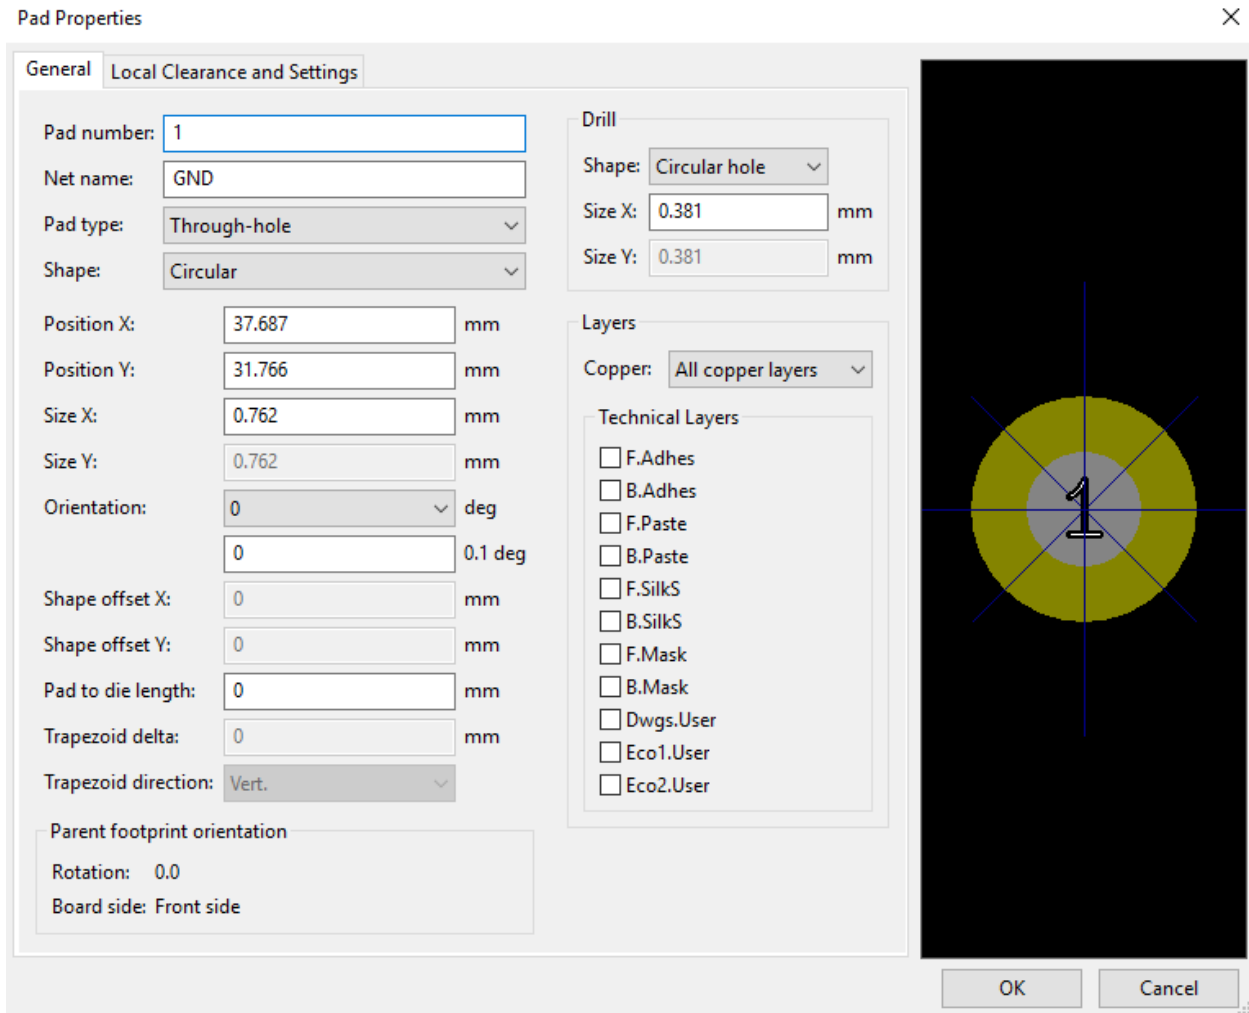 Pad Properties
General
Local Clearance and Settings
Pad number: 1
Net name: GND
Pad type: Through-hole
Shape: Circular
Position X: 37.687 mm
Position Y: 31.766 mm
Size X: 0.762 mm
Size Y: 0.762 mm
Orientation: 0 deg
0 0.1 deg
Shape offset X: 0 mm
Shape offset Y: 0 mm
Pad to die length: 0 mm
Trapezoid delta: 0 mm
Trapezoid direction: Vert.
Parent footprint orientation
Rotation: 0.0
Board side: Front side
Drill
Shape: Circular hole
Size X: 0.381 mm
Size Y: 0.381 mm
Layers
Copper: All copper layers
Technical Layers
F.Adhes
B.Adhes
F.Paste
B.Paste
F.SilkS
B.SilkS
F.Mask
B.Mask
Dwgs.User
Eco1.User
Eco2.User
1
OK
Cancel